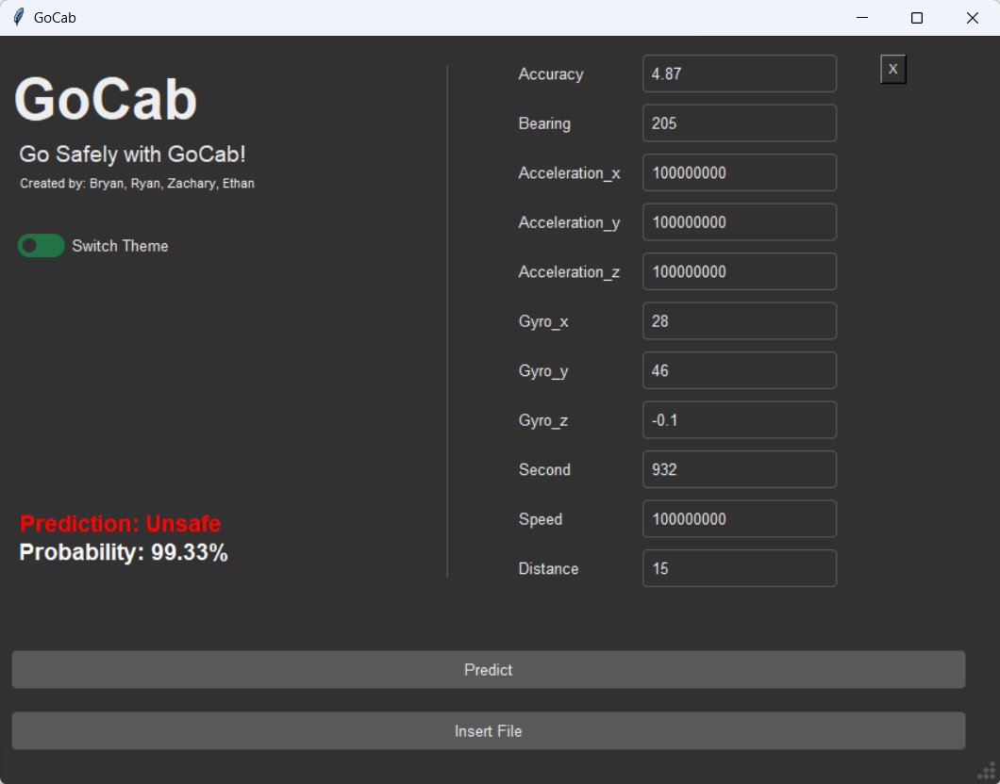 GoCab
GoCab
Go Safely with GoCab!
Created by: Bryan, Ryan, Zachary, Ethan
Switch Theme
Prediction: Unsafe
Probability: 99.33%
Accuracy 4.87
X
Bearing 205
Acceleration_x 100000000
Acceleration_y 100000000
Acceleration_z 100000000
Gyro_x 28
Gyro_y 46
Gyro_z -0.1
Second 932
Speed 100000000
Distance 15
Predict
Insert File